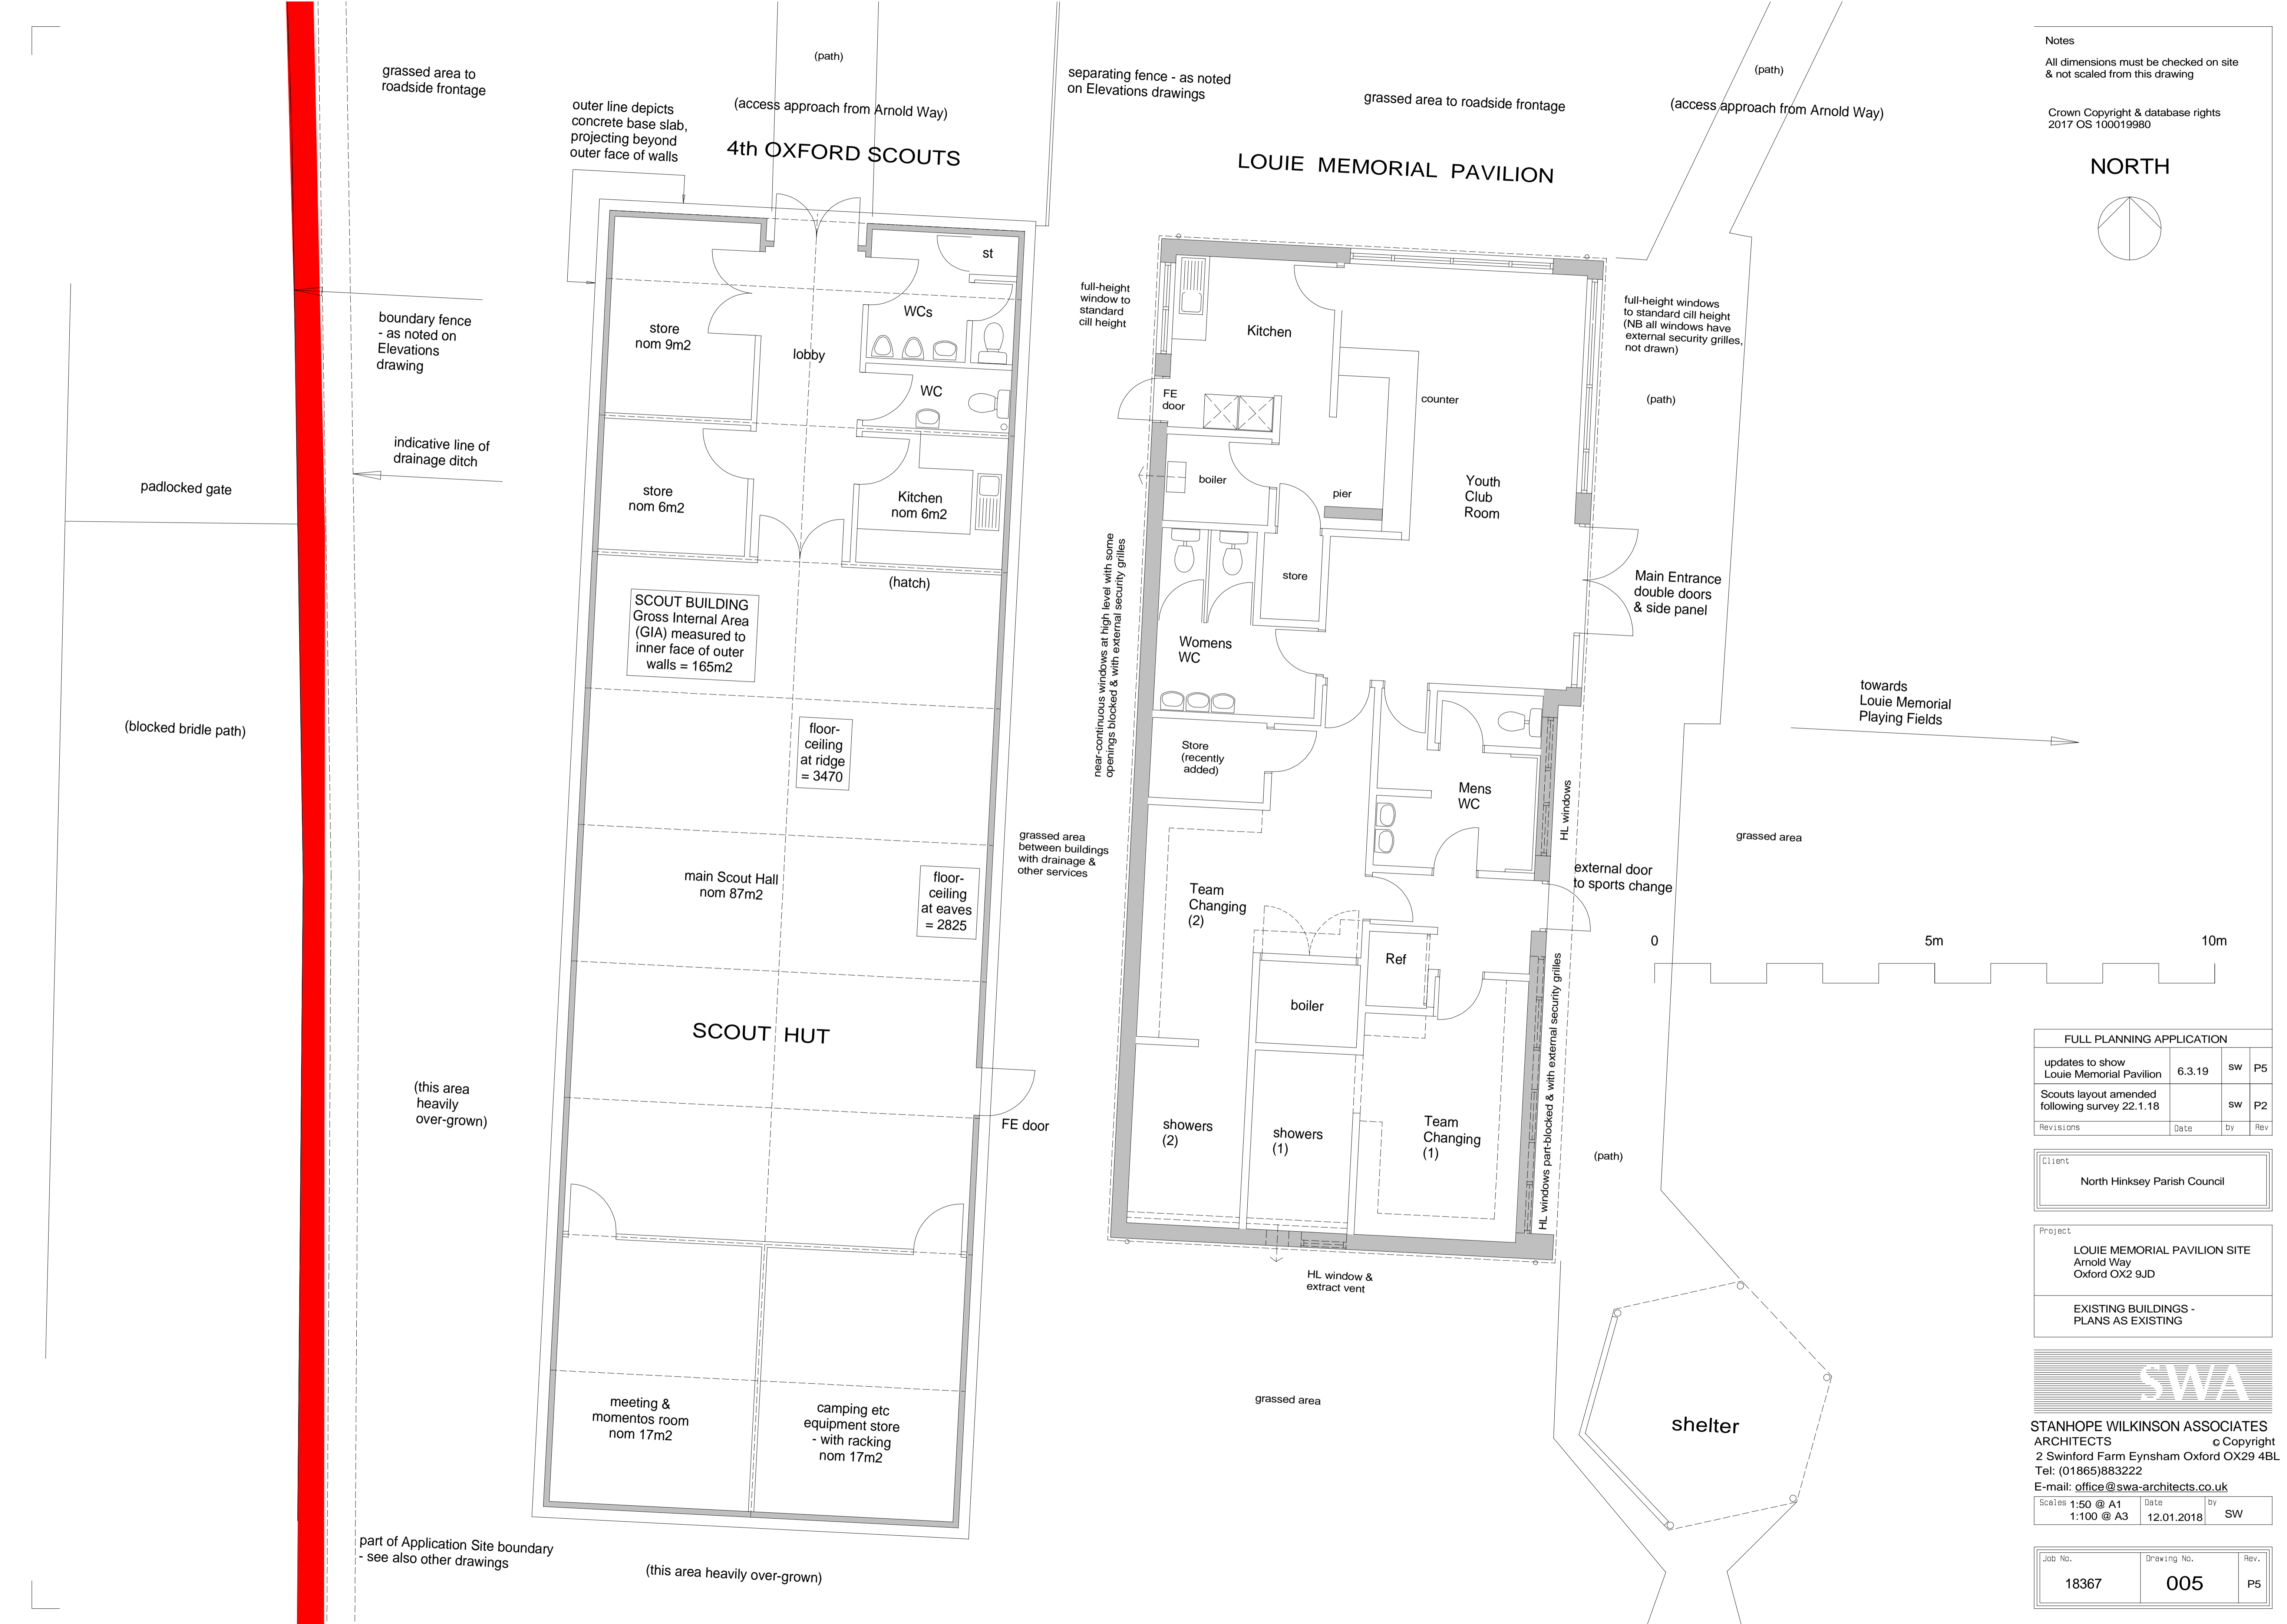 grassed area to
roadside frontage
outer line depicts
concrete base slab,
projecting beyond
outer face of walls
(path)
(access approach from Arnold Way)
4th OXFORD SCOUTS
separating fence - as noted
on Elevations drawings
grassed area to roadside frontage
(path)
(access approach from Arnold Way)
LOUIE MEMORIAL PAVILION
Notes
All dimensions must be checked on site
& not scaled from this drawing
Crown Copyright & database rights
2017 OS 100019980
NORTH
boundary fence
- as noted on
Elevations
drawing
indicative line of
drainage ditch
padlocked gate
(blocked bridle path)
(this area
heavily
over-grown)
part of Application Site boundary
- see also other drawings
(this area heavily over-grown)
store
nom 9m2
lobby
st
WCs
WC
store
nom 6m2
Kitchen
nom 6m2
(hatch)
SCOUT BUILDING
Gross Internal Area
(GIA) measured to
inner face of outer
walls = 165m2
floor-
ceiling
at ridge
= 3470
main Scout Hall
nom 87m2
floor-
ceiling
at eaves
= 2825
SCOUT HUT
FE door
meeting &
momentos room
nom 17m2
camping etc
equipment store
- with racking
nom 17m2
full-height
window to
standard
cill height
near-continuous windows at high level with some
openings blocked & with external security grilles
grassed area
between buildings
with drainage &
other services
Kitchen
FE
door
counter
boiler
pier
Youth
Club
Room
store
Womens
WC
Store
(recently
added)
Mens
WC
Team
Changing
(2)
Ref
boiler
showers
(2)
showers
(1)
Team
Changing
(1)
HL window &
extract vent
grassed area
full-height windows
to standard cill height
(NB all windows have
external security grilles,
not drawn)
(path)
Main Entrance
double doors
& side panel
HL windows
external door
to sports change
HL windows part-blocked & with external security grilles
(path)
towards
Louie Memorial
Playing Fields
grassed area
shelter
0
5m
10m
FULL PLANNING APPLICATION
updates to show
Louie Memorial Pavilion 6.3.19 sw P5
Scouts layout amended
following survey 22.1.18 sw P2
Revisions Date by Rev
Client
North Hinksey Parish Council
Project
LOUIE MEMORIAL PAVILION SITE
Arnold Way
Oxford OX2 9JD
EXISTING BUILDINGS -
PLANS AS EXISTING
SWA
STANHOPE WILKINSON ASSOCIATES
ARCHITECTS © Copyright
2 Swinford Farm Eynsham Oxford OX29 4BL
Tel: (01865)883222
E-mail: office@swa-architects.co.uk
Scales 1:50 @ A1 Date by
1:100 @ A3 12.01.2018 SW
Job No. Drawing No. Rev.
18367 005 P5